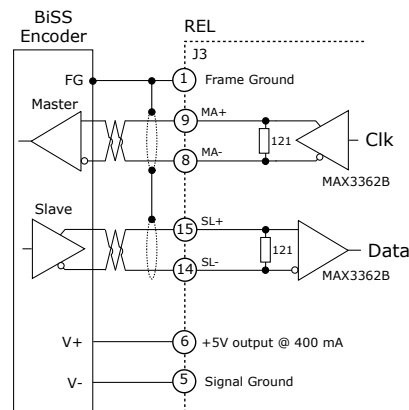 BiSS
Encoder
REL
J3
FG
1
Frame Ground
Master
9
MA+
121
Clk
8
MA-
MAX3362B
Slave
15
SL+
121
Data
14
SL-
MAX3362B
V+
6
+5V output @ 400 mA
V-
5
Signal Ground